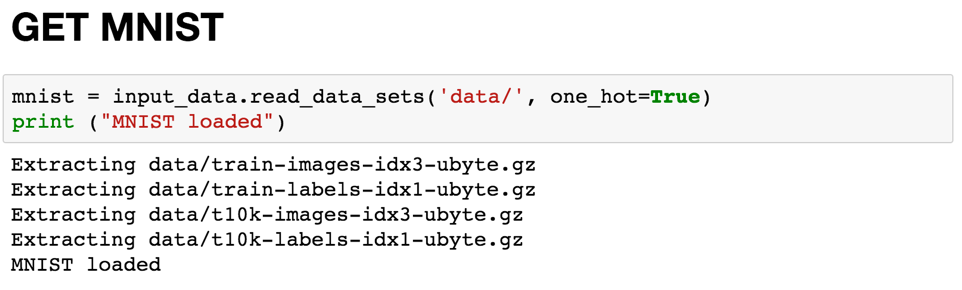 GET MNIST
mnist = input_data.read_data_sets('data/', one_hot=True)
print ("MNIST loaded")
Extracting data/train-images-idx3-ubyte.gz
Extracting data/train-labels-idx1-ubyte.gz
Extracting data/t10k-images-idx3-ubyte.gz
Extracting data/t10k-labels-idx1-ubyte.gz
MNIST loaded